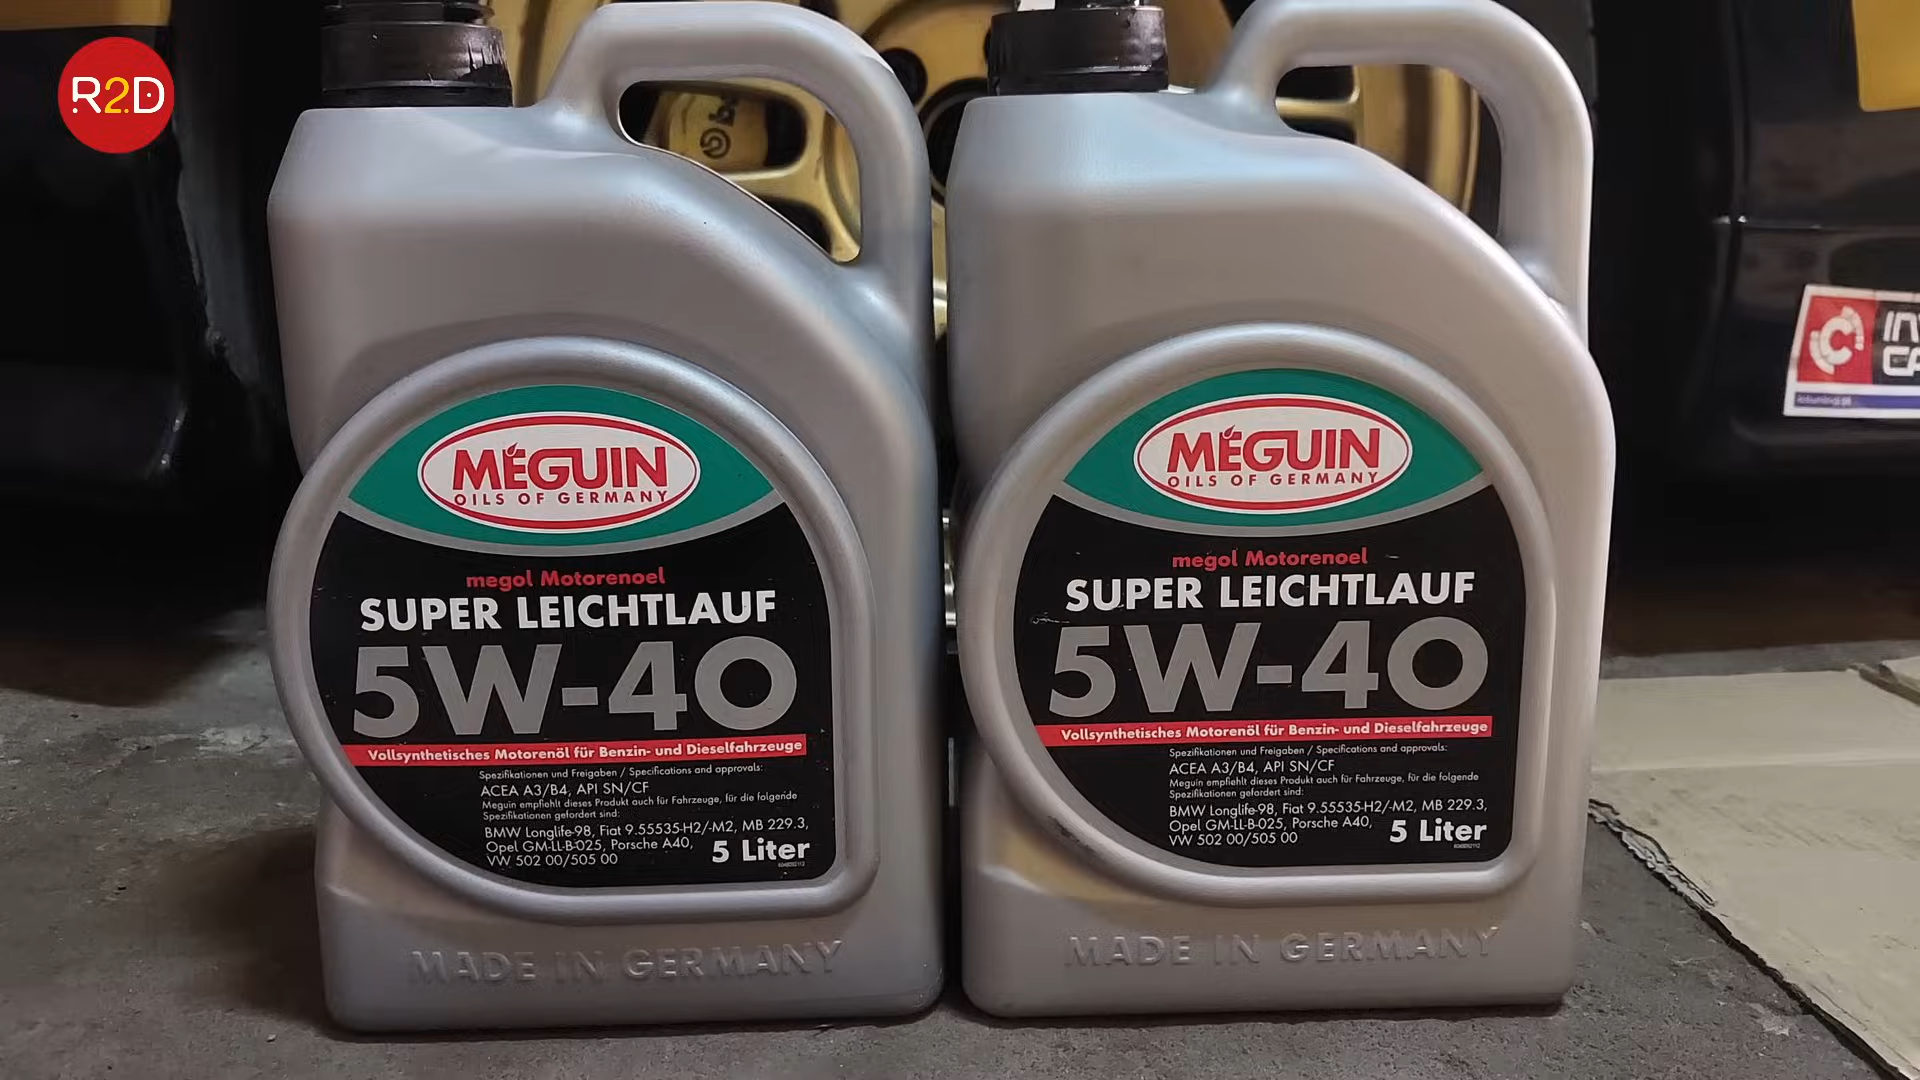 R2D
MEGUIN
OILS OF GERMANY
megol Motorenoel
SUPER LEICHTLAUF
5W-40
Vollsynthetisches Motorenöl für Benzin- und Dieselfahrzeuge
Spezifikationen und Freigaben / Specifications and approvals:
ACEA A3/B4, API SN/CF
Meguin empfiehlt dieses Produkt auch für Fahrzeuge, für die folgende
Spezifikationen gefordert sind:
BMW Longlife-98, Fiat 9.55535-H2/-M2, MB 229.3,
Opel GM-LL-B-025, Porsche A40,
VW 502 00/505 00
5 Liter
MADE IN GERMANY
MEGUIN
OILS OF GERMANY
megol Motorenoel
SUPER LEICHTLAUF
5W-40
Vollsynthetisches Motorenöl für Benzin- und Dieselfahrzeuge
Spezifikationen und Freigaben / Specifications and approvals:
ACEA A3/B4, API SN/CF
Meguin empfiehlt dieses Produkt auch für Fahrzeuge, für die folgende
Spezifikationen gefordert sind:
BMW Longlife-98, Fiat 9.55535-H2/-M2, MB 229.3,
Opel GM-LL-B-025, Porsche A40,
VW 502 00/505 00
5 Liter
MADE IN GERMANY